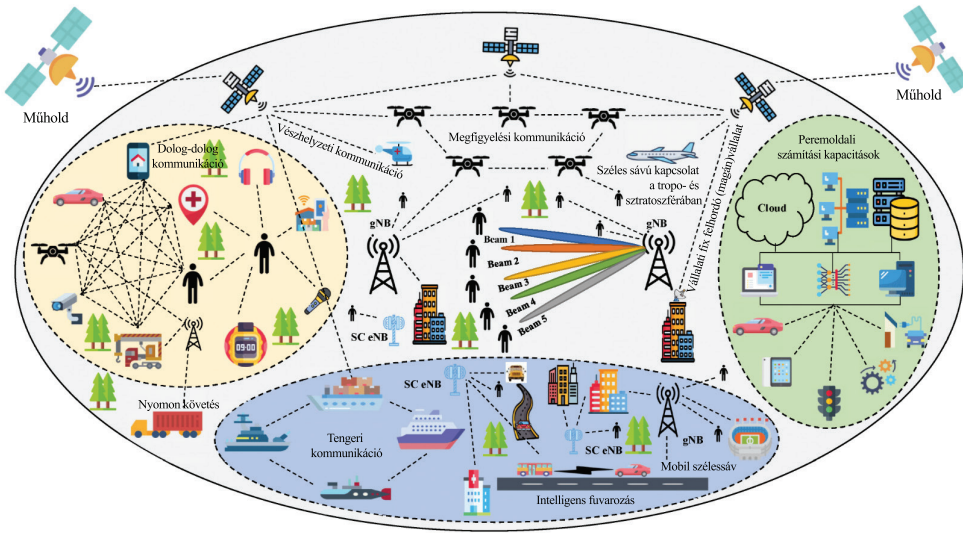 Műhold
Műhold
Dolog-dolog
kommunikáció
Vészhelyzeti kommunikáció
Megfigyelési kommunikáció
Széles sávú kapcsolat
a tropo- és
sztratoszférában
Vállalati fix felhordó (magán)vállalat
Peremoldali
számítási kapacitások
Cloud
gNB
gNB
Beam 1
Beam 2
Beam 3
Beam 4
Beam 5
SC eNB
09:00
Nyomon követés
SC eNB
Tengeri
kommunikáció
SC eNB
gNB
Mobil szélessáv
Intelligens fuvarozás